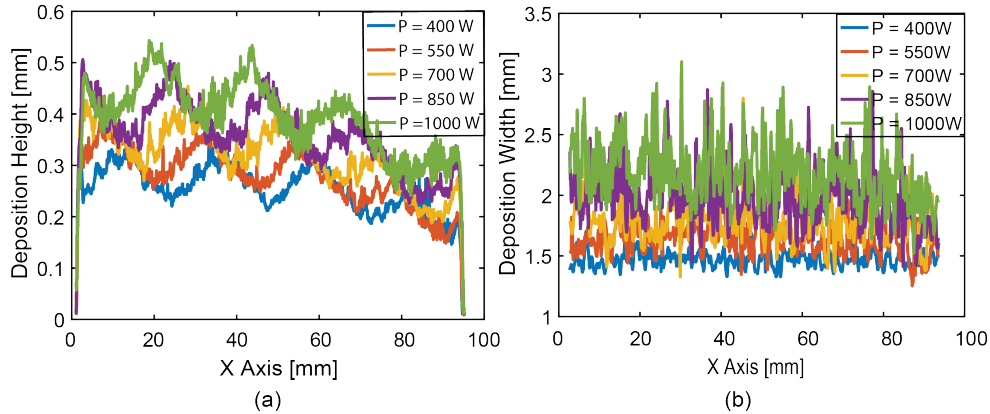 0.6
0.5
0.4
0.3
0.2
0.1
0
Deposition Height [mm]
0
20
40
60
80
100
X Axis [mm]
P = 400 W
P = 550 W
P = 700 W
P = 850 W
P =1000 W
(a)
3.5
3
2.5
2
1.5
1
Deposition Width [mm]
0
20
40
60
80
100
X Axis [mm]
P = 400W
P = 550W
P = 700W
P = 850W
P = 1000W
(b)